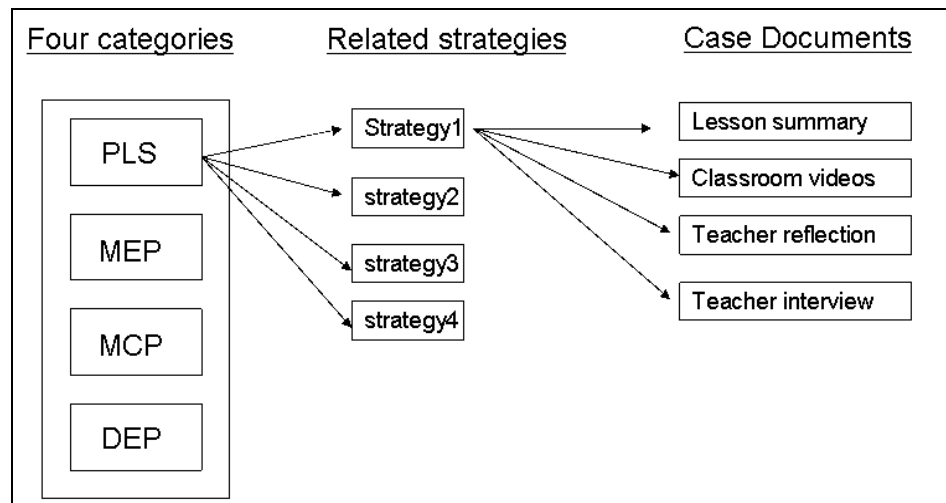 Four categories
Related strategies
Case Documents
PLS
MEP
MCP
DEP
Strategy1
strategy2
strategy3
strategy4
Lesson summary
Classroom videos
Teacher reflection
Teacher interview